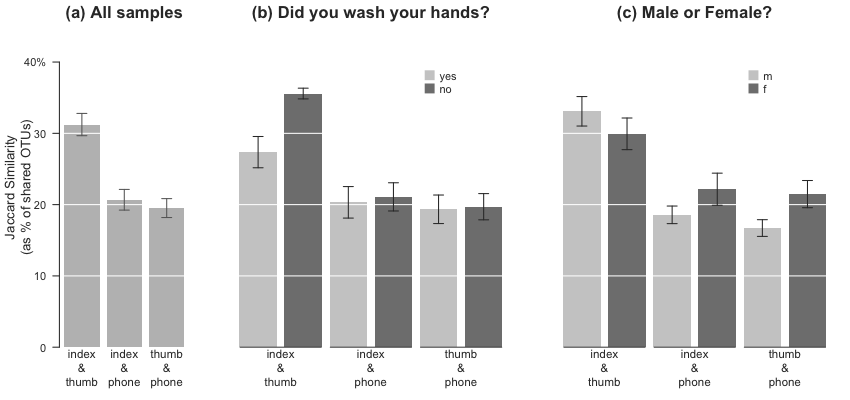 (a) All samples
(b) Did you wash your hands?
(c) Male or Female?
Jaccard Similarity
(as % of shared OTUs)
40%
30
20
10
0
yes
no
m
f
index
&
thumb
index
&
phone
thumb
&
phone
index
&
thumb
index
&
phone
thumb
&
phone
index
&
thumb
index
&
phone
thumb
&
phone